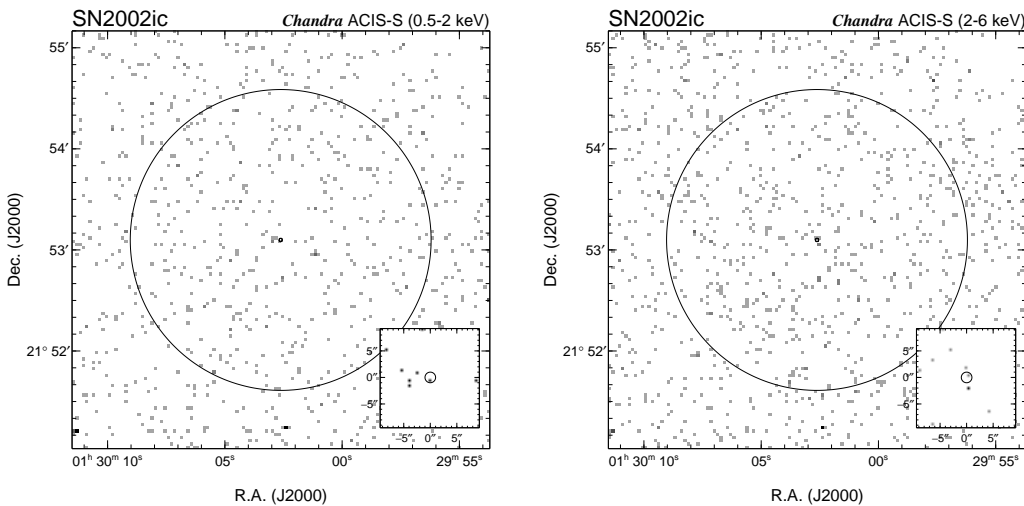 SN2002ic
Chandra ACIS-S (0.5-2 keV)
55′
54′
53′
21° 52′
Dec. (J2000)
5″
0″
−5″
−5″ 0″ 5″
01ʰ 30ᵐ 10ˢ 05ˢ 00ˢ 29ᵐ 55ˢ
R.A. (J2000)
SN2002ic
Chandra ACIS-S (2-6 keV)
55′
54′
53′
21° 52′
Dec. (J2000)
5″
0″
−5″
−5″ 0″ 5″
01ʰ 30ᵐ 10ˢ 05ˢ 00ˢ 29ᵐ 55ˢ
R.A. (J2000)